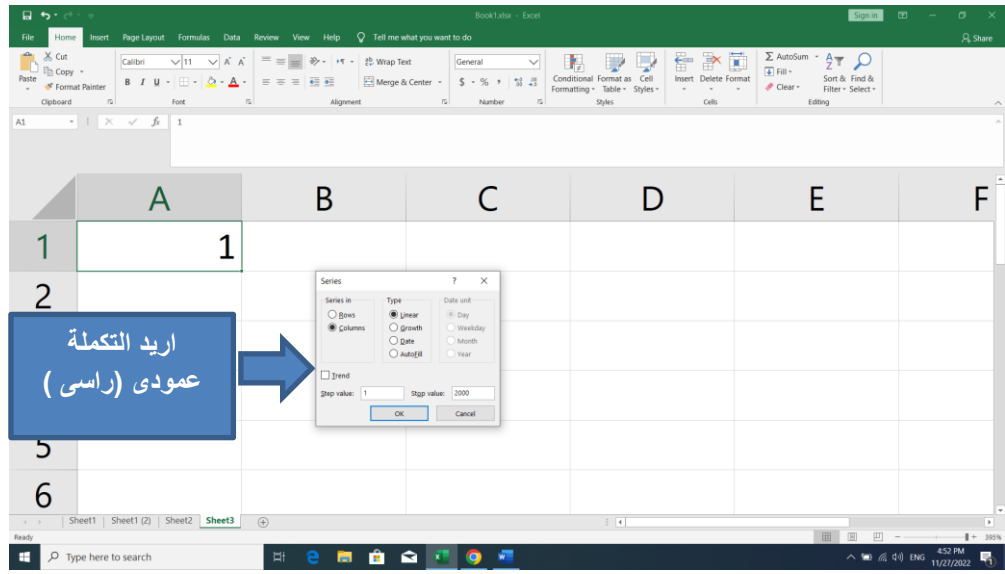 Book1.xlsx - Excel
Sign in
File Home Insert Page Layout Formulas Data Review View Help Tell me what you want to do Share
Cut
Copy
Format Painter
Paste
Clipboard
Calibri 11
B I U
Font
Wrap Text
Merge & Center
Alignment
General
$ % ,
Number
Conditional Formatting
Format as Table
Cell Styles
Styles
Insert Delete Format
Cells
AutoSum
Fill
Clear
Sort & Filter
Find & Select
Editing
A1 fx 1
A B C D E F
1 1
2
Series ? ×
Series in Type Date unit
Rows Linear Day
Columns Growth Weekday
Date Month
AutoFill Year
Trend
Step value: 1 Stop value: 2000
OK Cancel
اريد التكملة
عمودى (راسى )
5
6
Sheet1 Sheet1 (2) Sheet2 Sheet3
Ready
395%
Type here to search
ENG
4:52 PM
11/27/2022